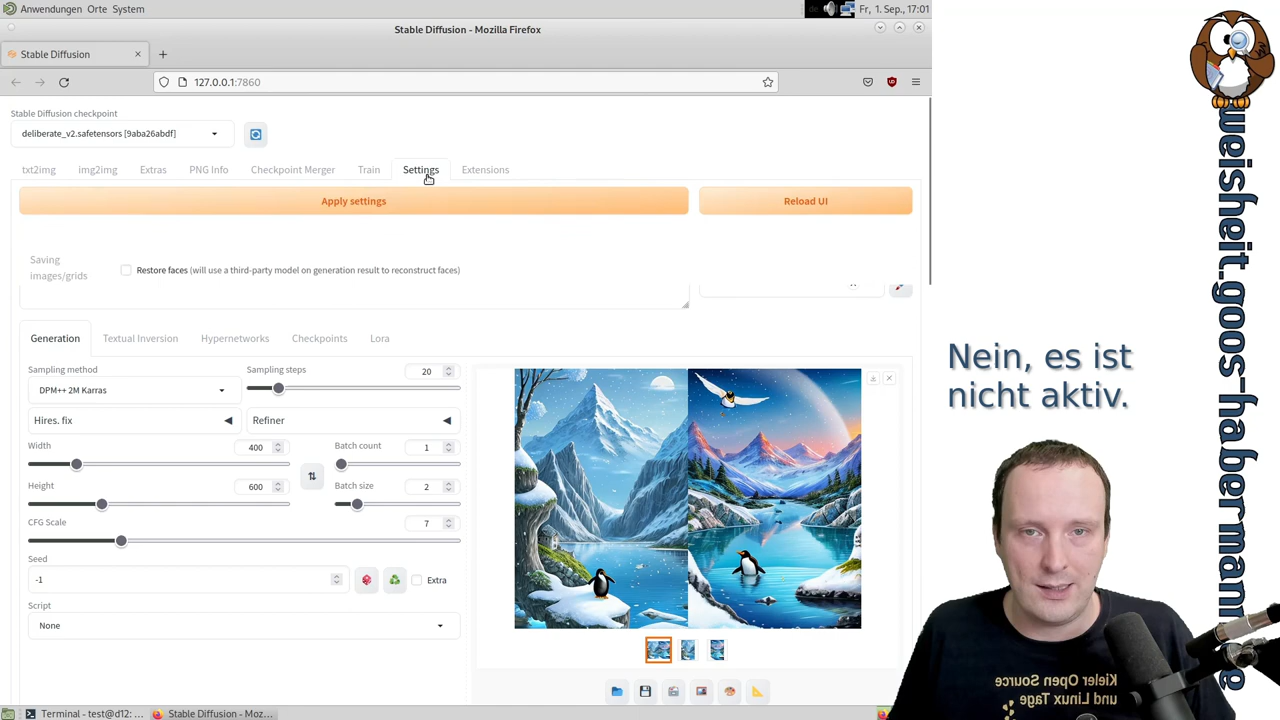 Anwendungen Orte System
de
Fr, 1. Sep., 17:01
Stable Diffusion - Mozilla Firefox
Stable Diffusion
127.0.0.1:7860
Stable Diffusion checkpoint
deliberate_v2.safetensors [9aba26abdf]
txt2img img2img Extras PNG Info Checkpoint Merger Train Settings Extensions
Apply settings
Reload UI
Saving
images/grids
Restore faces (will use a third-party model on generation result to reconstruct faces)
Generation Textual Inversion Hypernetworks Checkpoints Lora
Sampling method
DPM++ 2M Karras
Sampling steps
20
Hires. fix
Refiner
Width
400
Batch count
1
Height
600
Batch size
2
CFG Scale
7
Seed
-1
Extra
Script
None
Terminal - test@d12: ...
Stable Diffusion - Moz...
Nein, es ist
nicht aktiv.
weisheit.goos-habermann.de
Kieler Open Source
und Linux Tage